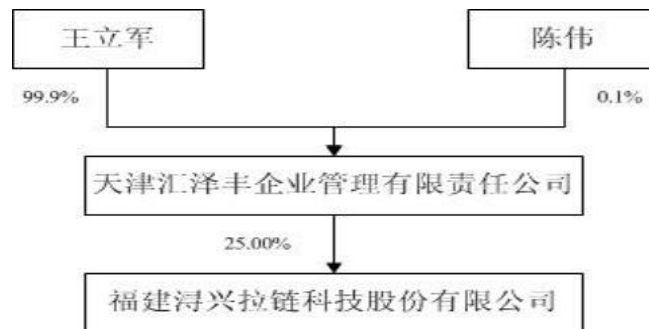 王立军
陈伟
99.9%
0.1%
天津汇泽丰企业管理有限责任公司
25.00%
福建浔兴拉链科技股份有限公司